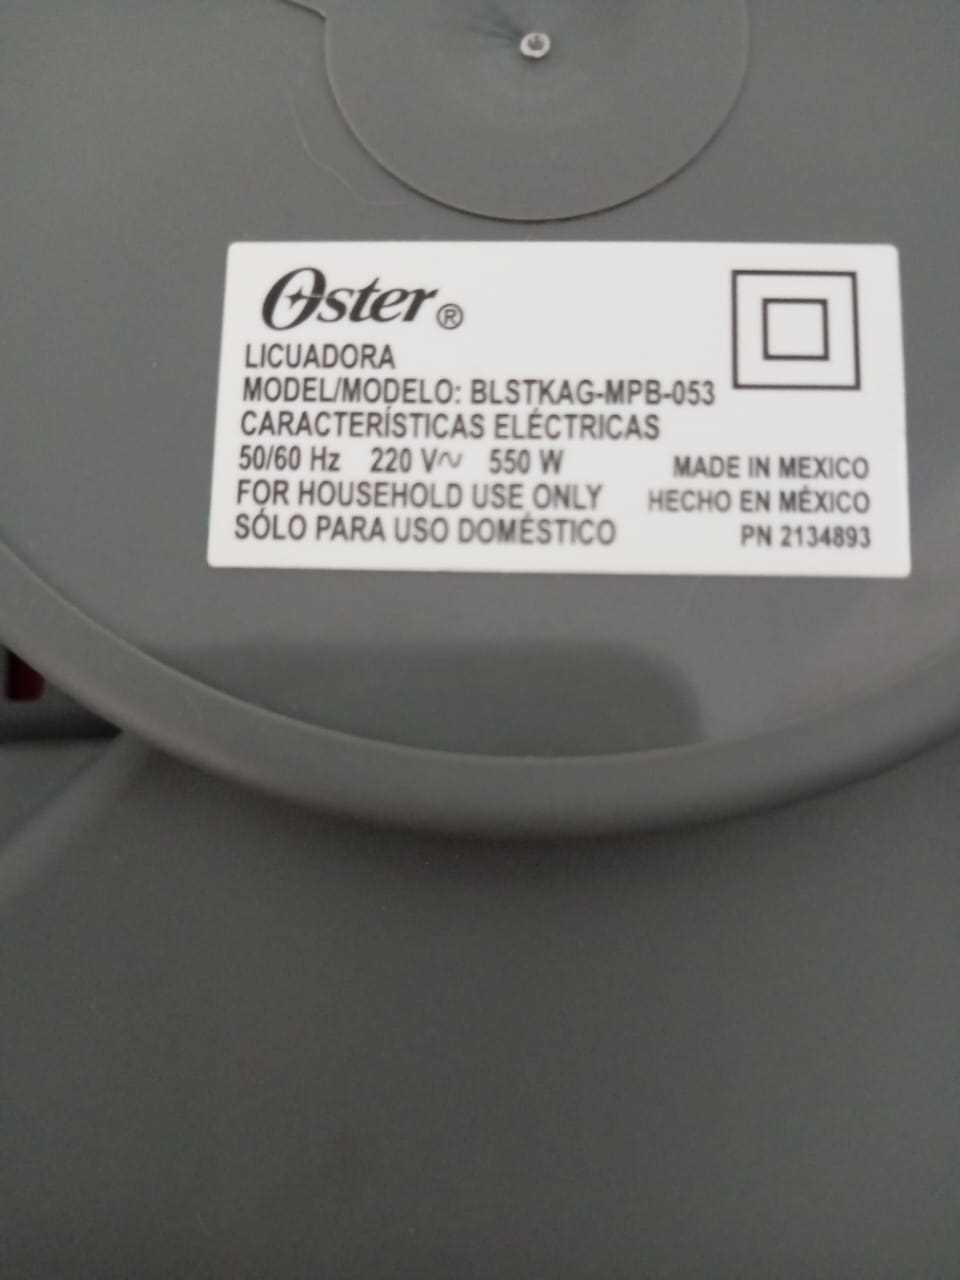 Oster®
LICUADORA
MODEL/MODELO: BLSTKAG-MPB-053
CARACTERÍSTICAS ELÉCTRICAS
50/60 Hz 220 V~ 550 W
FOR HOUSEHOLD USE ONLY
SÓLO PARA USO DOMÉSTICO
MADE IN MEXICO
HECHO EN MÉXICO
PN 2134893